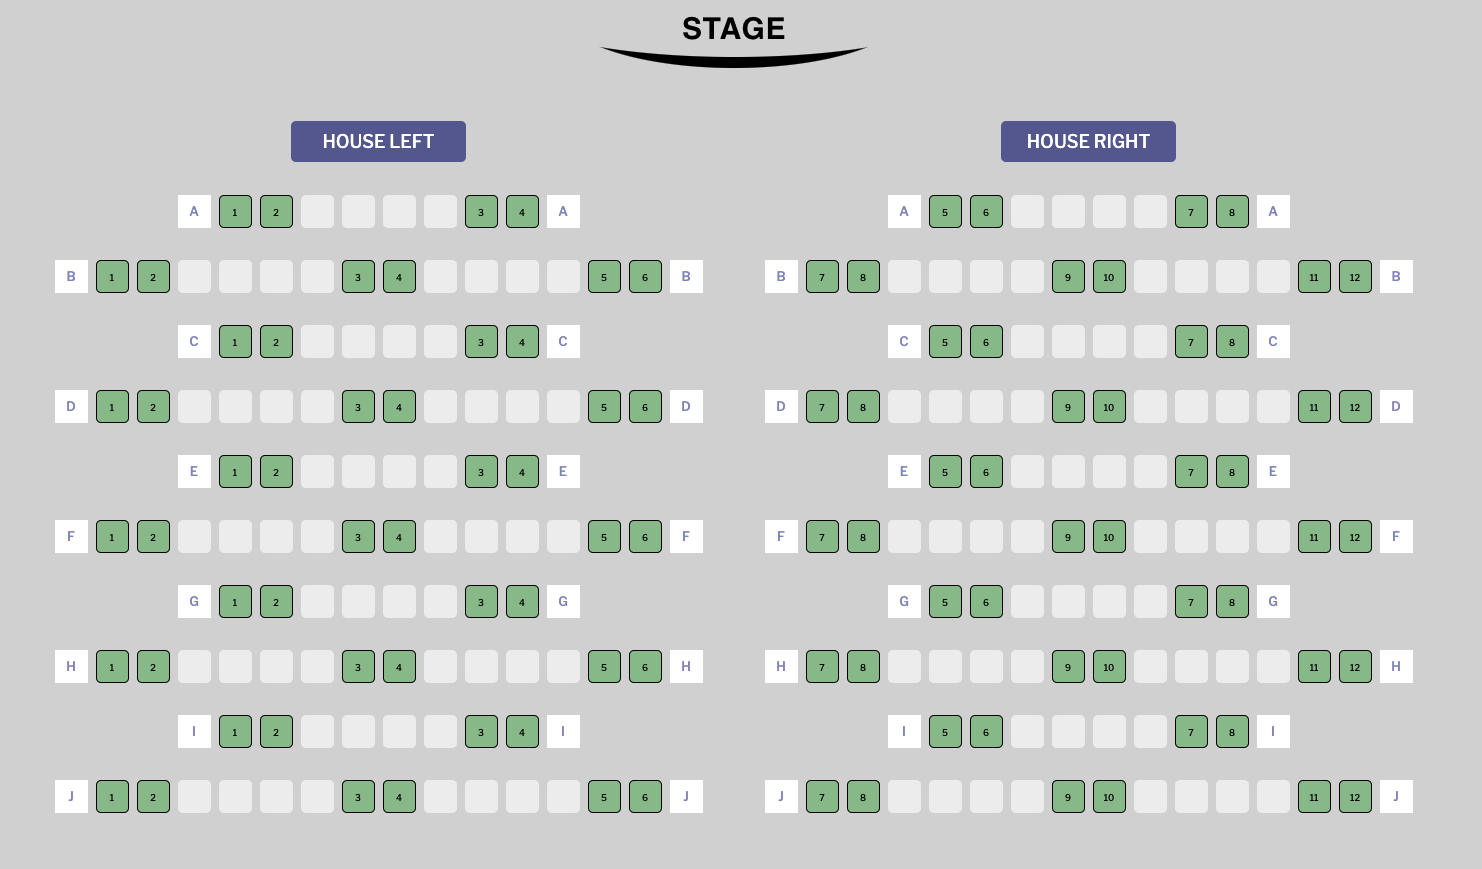 STAGE
HOUSE LEFT HOUSE RIGHT
A 1 2 3 4 A A 5 6 7 8 A
B 1 2 3 4 5 6 B B 7 8 9 10 11 12 B
C 1 2 3 4 C C 5 6 7 8 C
D 1 2 3 4 5 6 D D 7 8 9 10 11 12 D
E 1 2 3 4 E E 5 6 7 8 E
F 1 2 3 4 5 6 F F 7 8 9 10 11 12 F
G 1 2 3 4 G G 5 6 7 8 G
H 1 2 3 4 5 6 H H 7 8 9 10 11 12 H
I 1 2 3 4 I I 5 6 7 8 I
J 1 2 3 4 5 6 J J 7 8 9 10 11 12 J